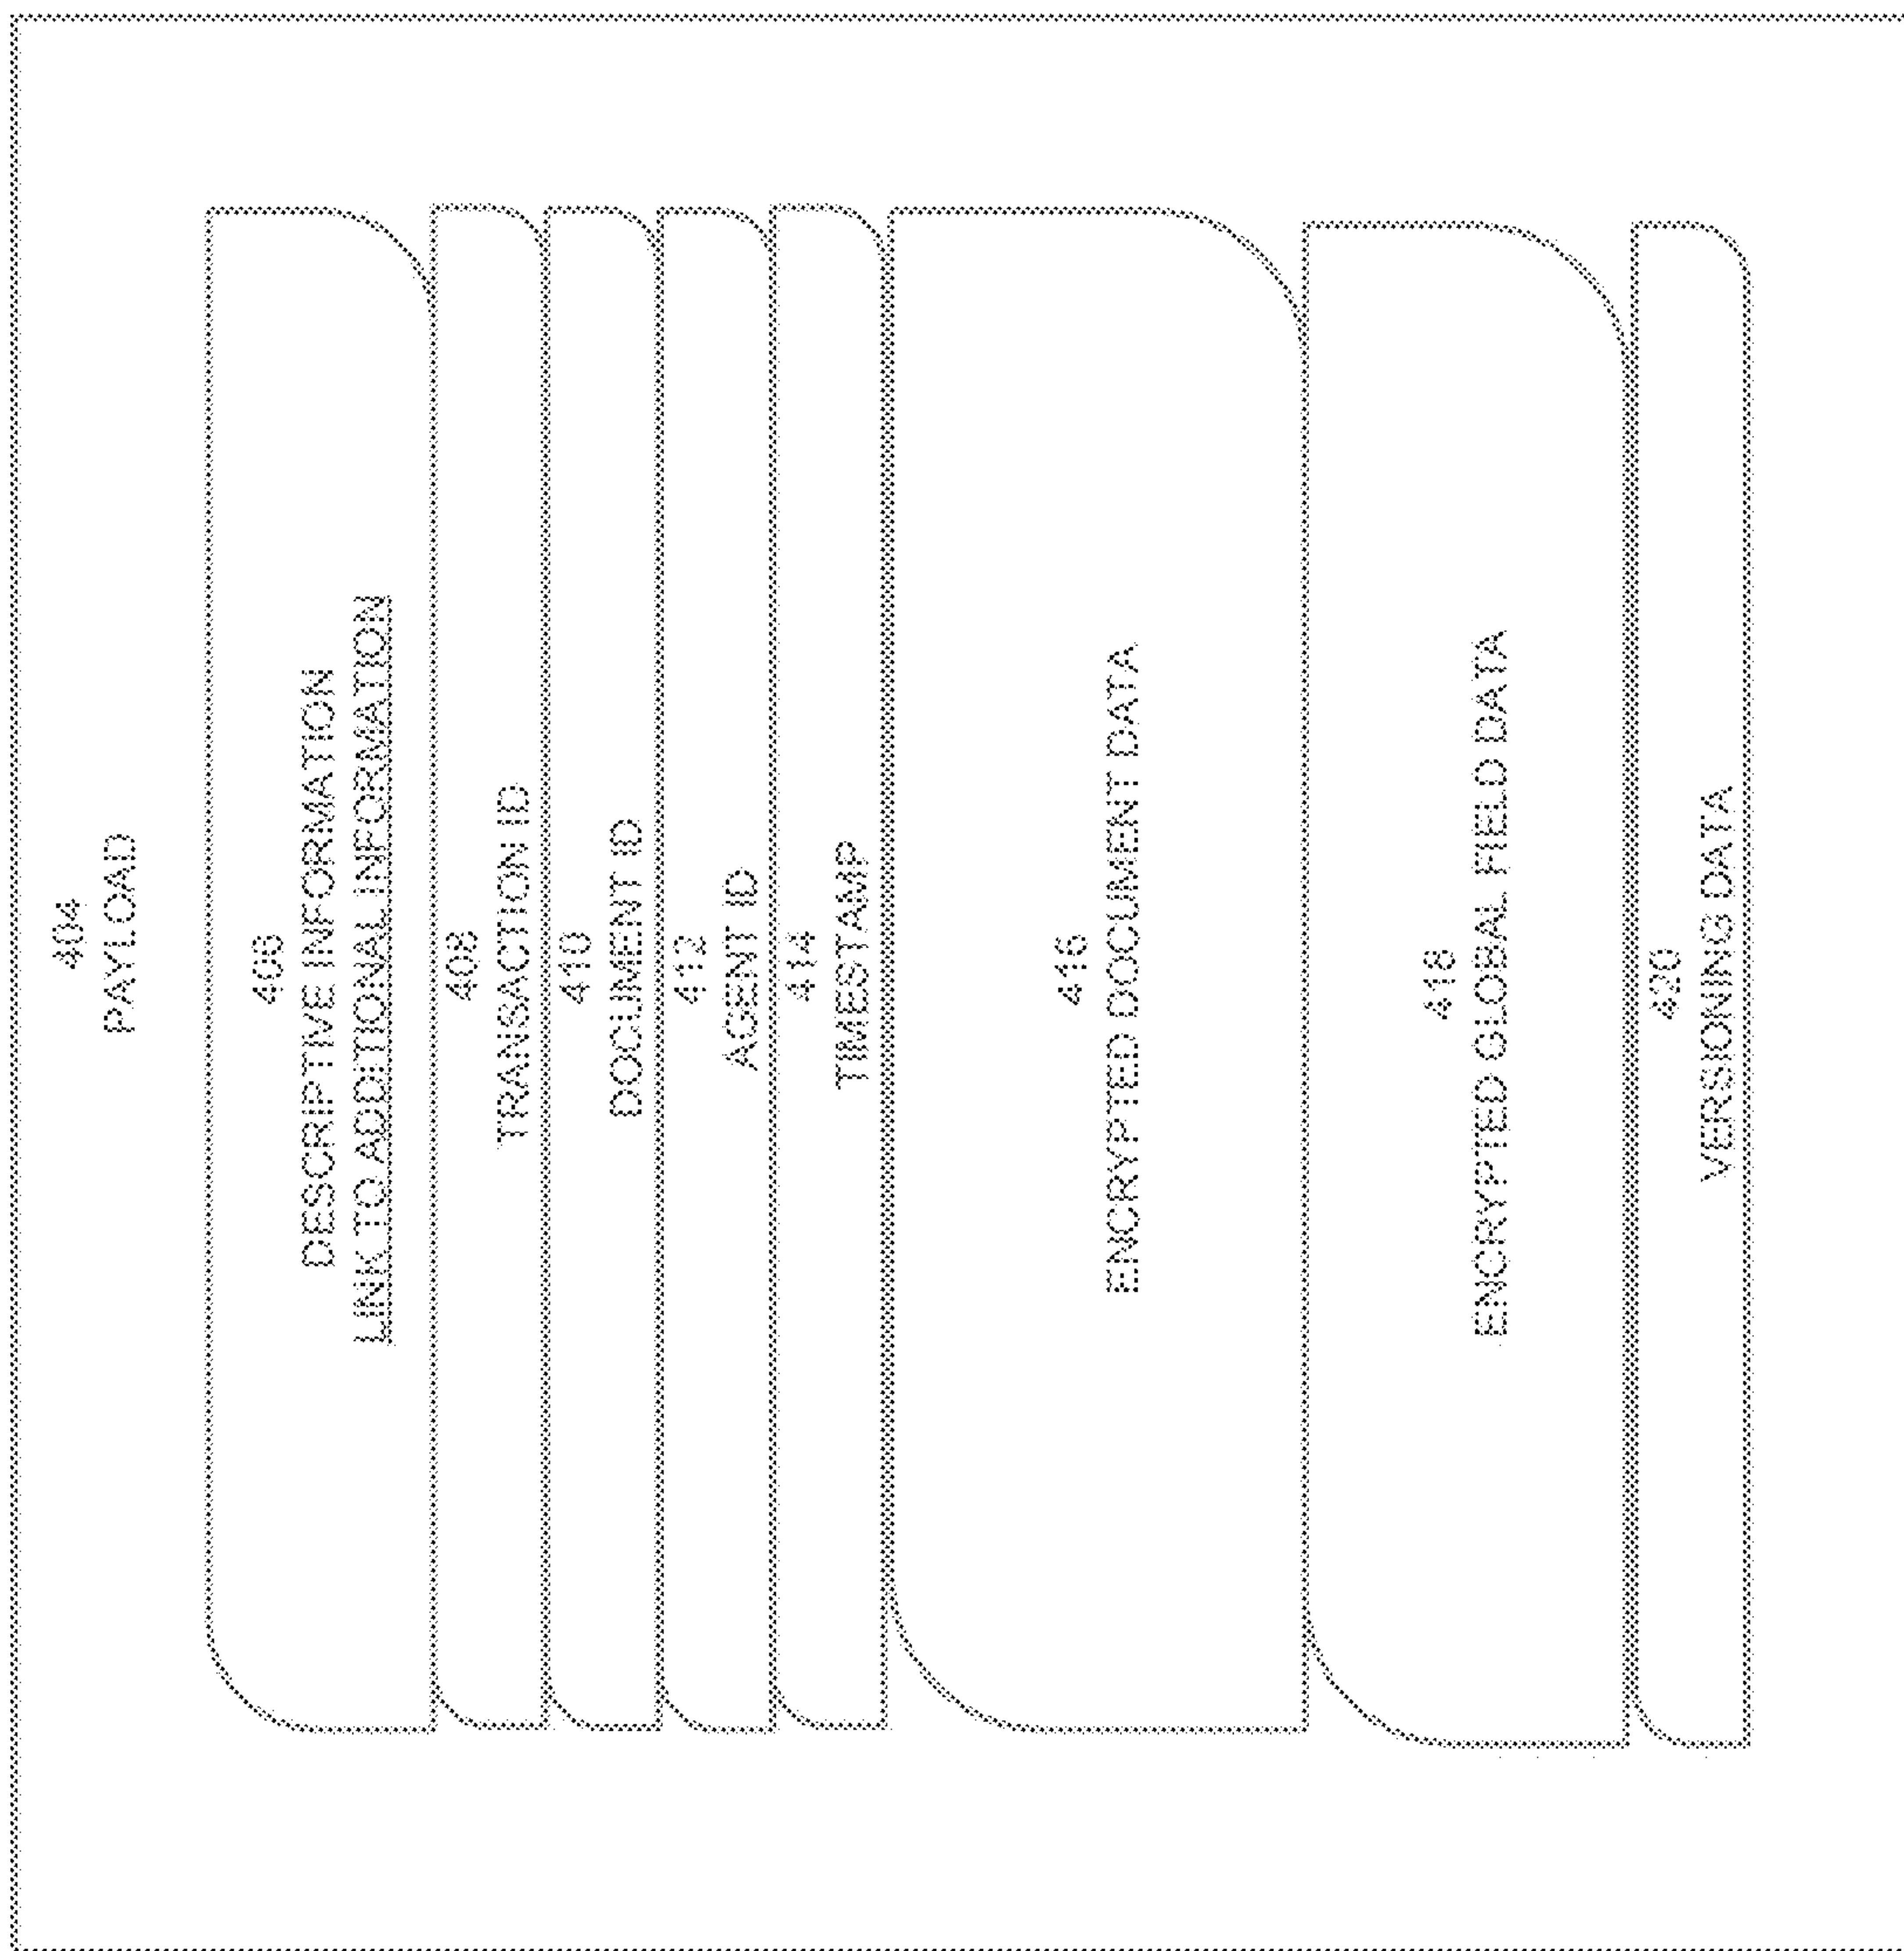 404
PAYLOAD
406
DESCRIPTIVE INFORMATION
LINK TO ADDITIONAL INFORMATION
408
TRANSACTION ID
410
DOCUMENT ID
412
AGENT ID
414
TIMESTAMP
416
ENCRYPTED DOCUMENT DATA
418
ENCRYPTED GLOBAL FIELD DATA
420
VERSIONING DATA